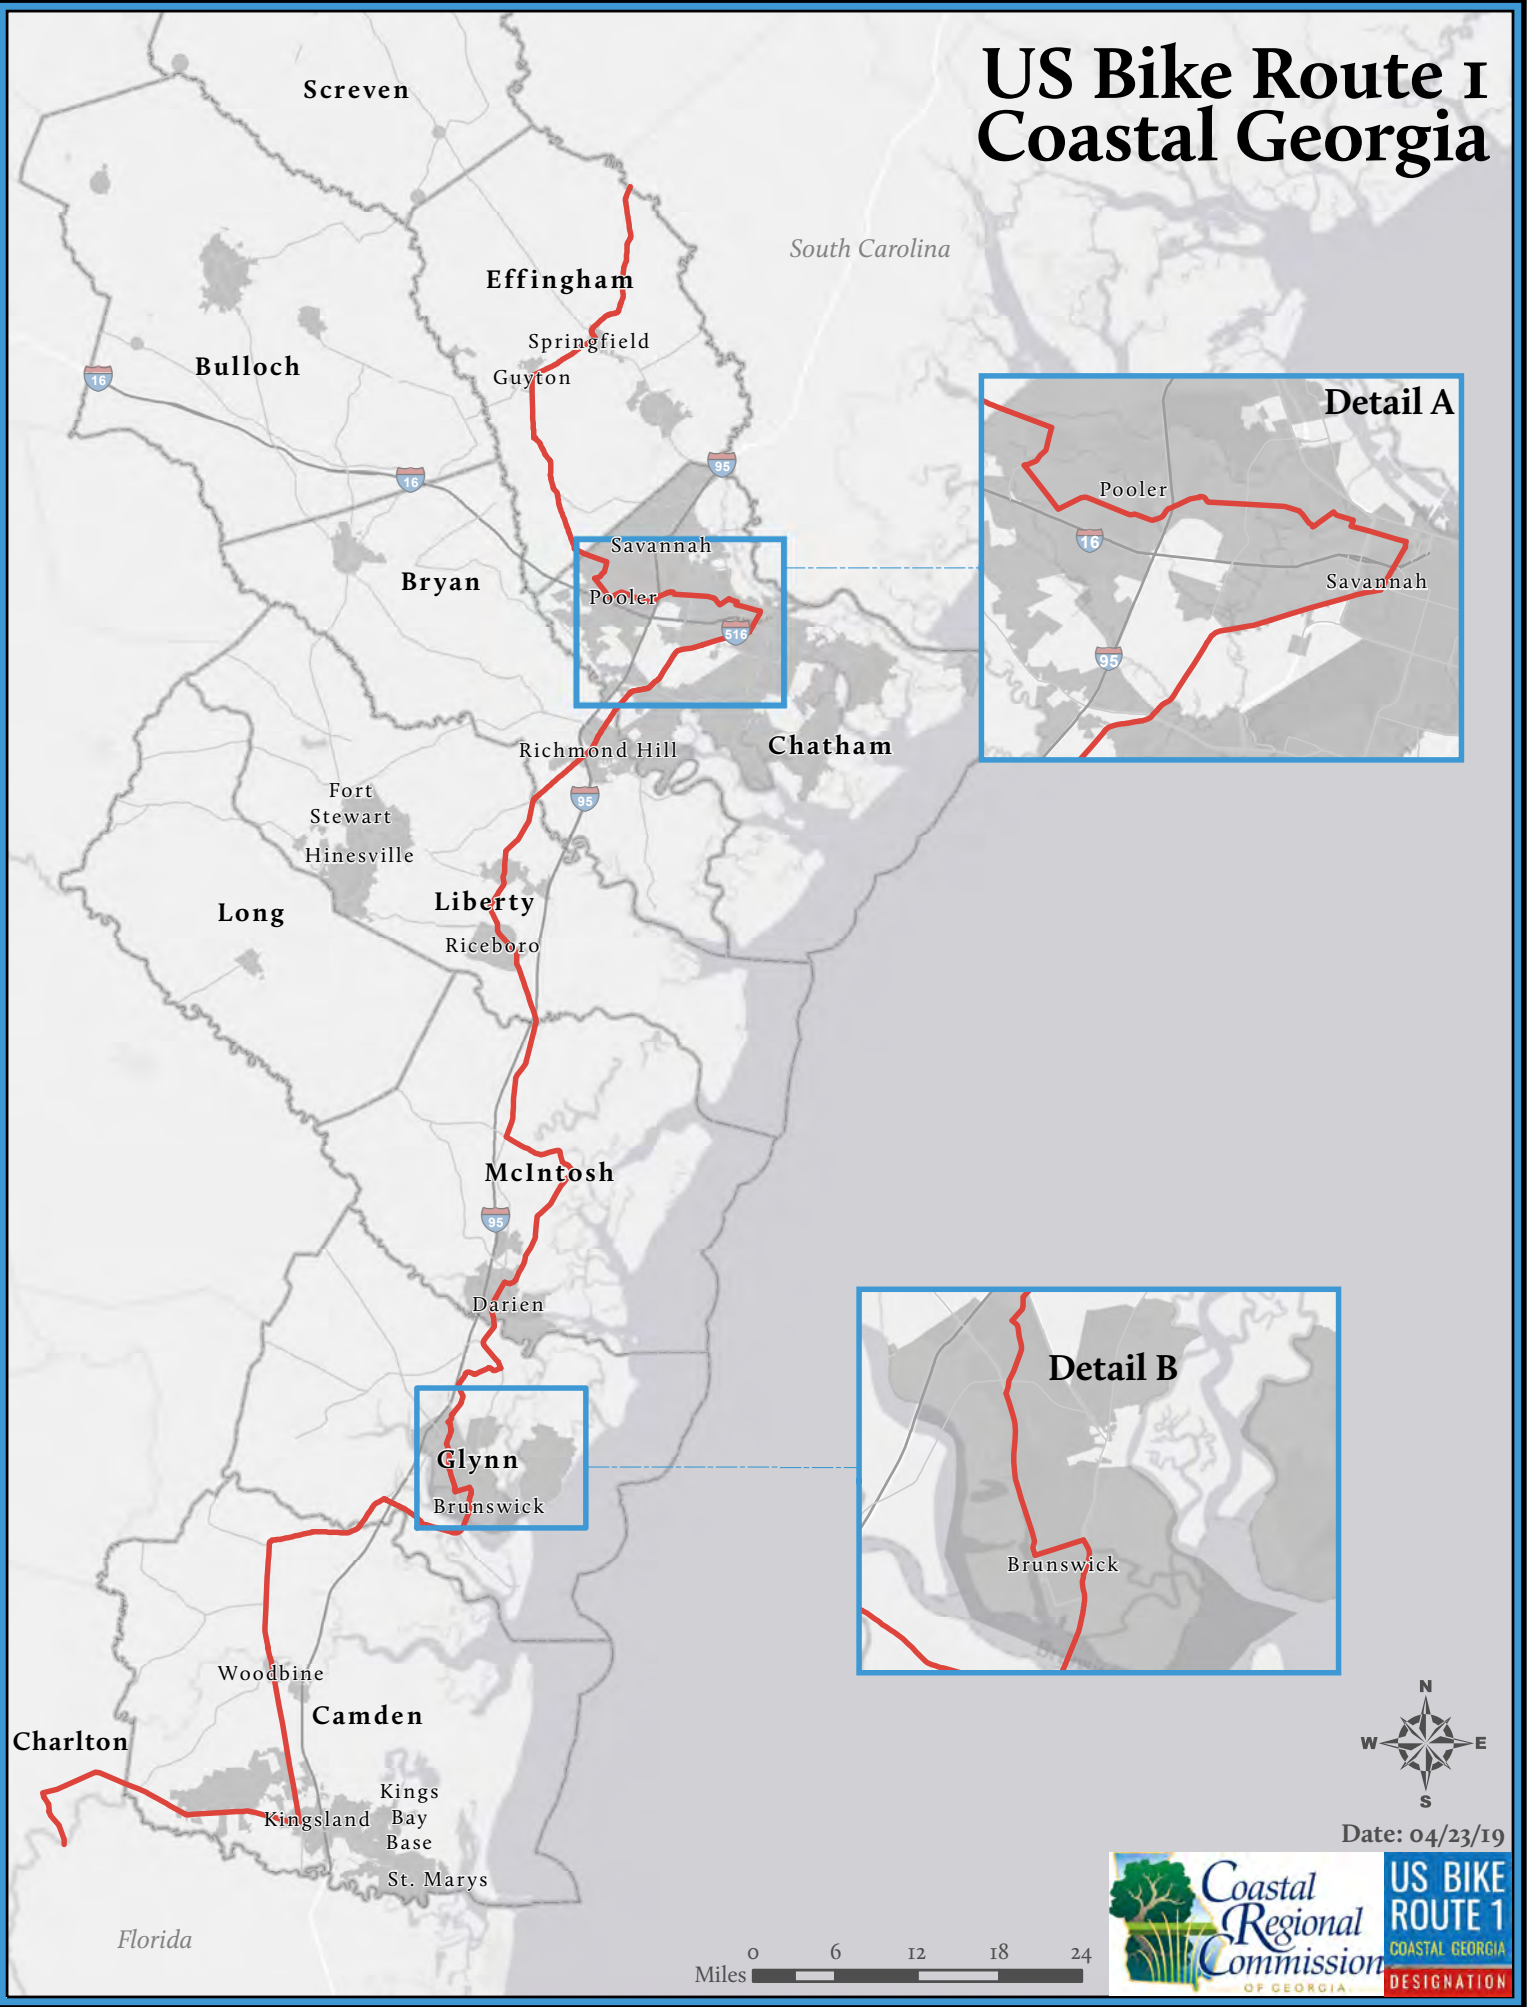 US Bike Route 1
Coastal Georgia
Screven
South Carolina
Effingham
Springfield
Guyton
Bulloch
16
16
95
Detail A
Pooler
16
Savannah
95
Savannah
Pooler
516
Bryan
Richmond Hill
Chatham
95
Fort
Stewart
Hinesville
Liberty
Long
Riceboro
McIntosh
95
Darien
Glynn
Brunswick
Detail B
Brunswick
Woodbine
Camden
Charlton
Kings
Bay
Base
Kingsland
St. Marys
Florida
N
W
E
S
Date: 04/23/19
0 6 12 18 24
Miles
Coastal
Regional
Commission
OF GEORGIA
US BIKE
ROUTE 1
COASTAL GEORGIA
DESIGNATION